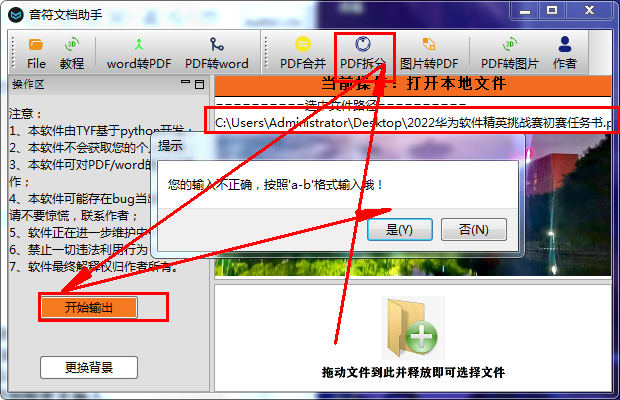 音符文档助手
File
教程
word转PDF
PDF转word
PDF合并
PDF拆分
图片转PDF
PDF转图片
作者
操作区
当前操 ：打开本地文件
选中文件路径
C:\Users\Administrator\Desktop\2022华为软件精英挑战赛初赛任务书.p
注意：
1、本软件由TYF基于python开发；
2、本软件不会获取您的个
3、本软件可对PDF/word的
作；
4、本软件可能存在bug当出
请不要惊慌，联系作者；
5、软件正在进一步维护中
6、禁止一切违法利用行为
7、软件最终解释权归作者所有。
提示
您的输入不正确，按照'a-b'格式输入哦！
是(Y)
否(N)
开始输出
更换背景
拖动文件到此并释放即可选择文件